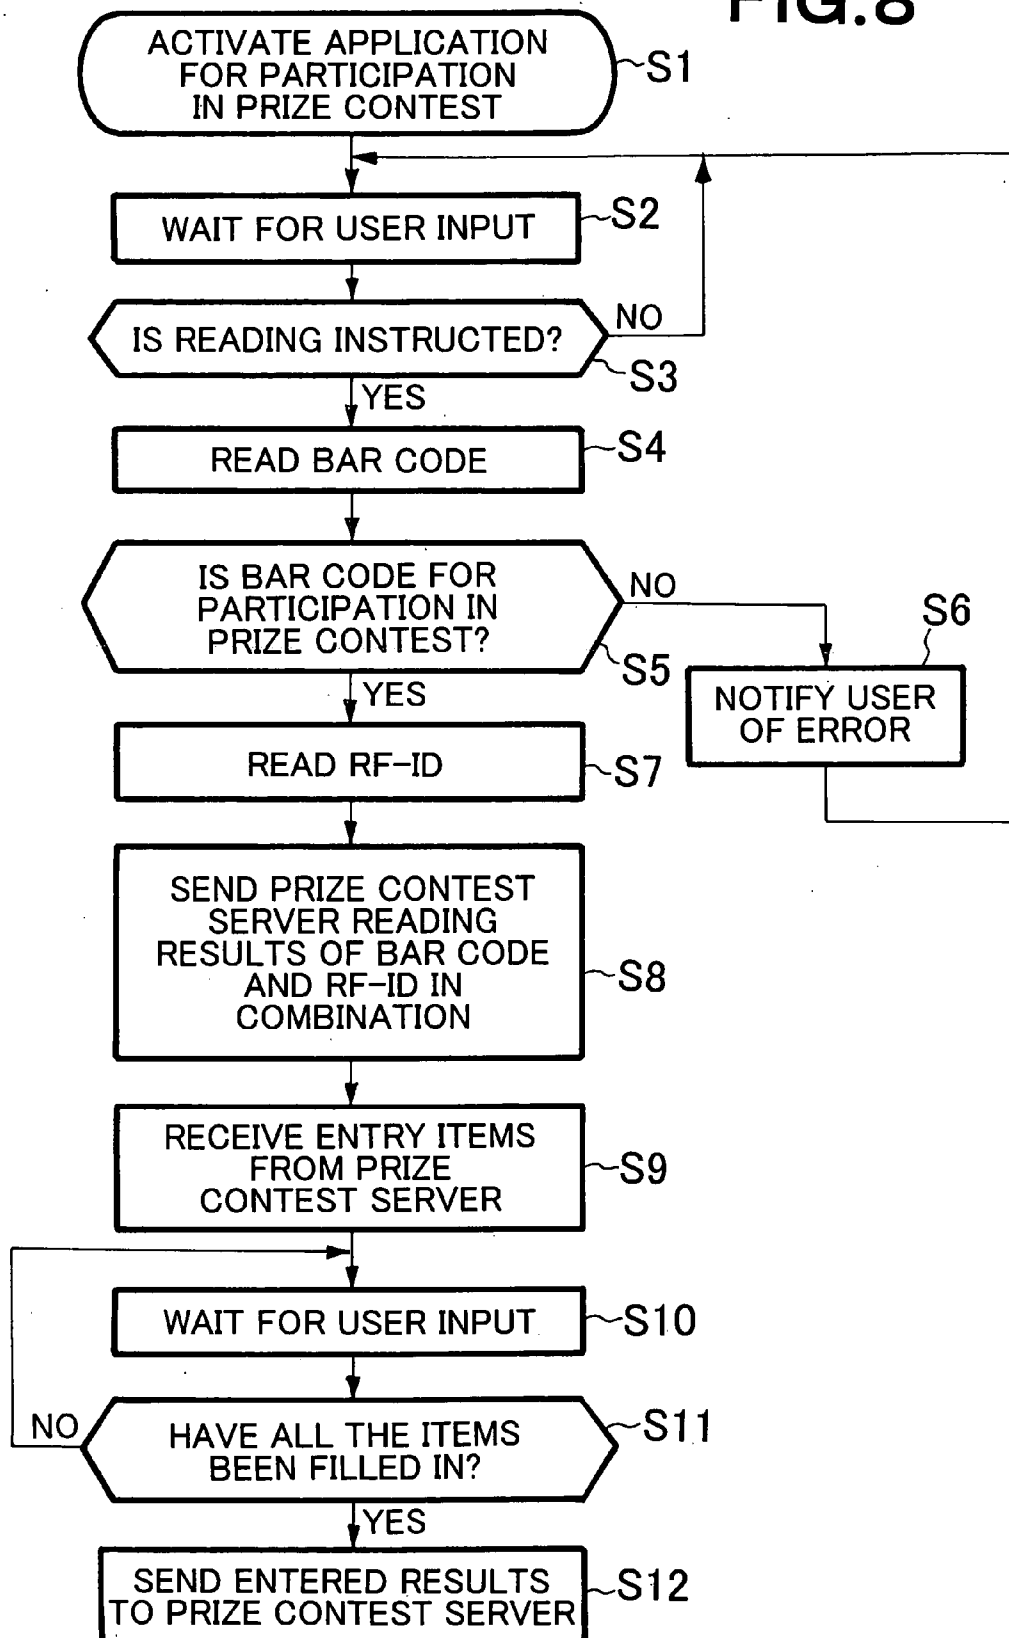 FIG.8
ACTIVATE APPLICATION
FOR PARTICIPATION
IN PRIZE CONTEST
S1
WAIT FOR USER INPUT
S2
IS READING INSTRUCTED?
NO
S3
YES
READ BAR CODE
S4
IS BAR CODE FOR
PARTICIPATION IN
PRIZE CONTEST?
NO
S5
S6
NOTIFY USER
OF ERROR
YES
READ RF-ID
S7
SEND PRIZE CONTEST
SERVER READING
RESULTS OF BAR CODE
AND RF-ID IN
COMBINATION
S8
RECEIVE ENTRY ITEMS
FROM PRIZE
CONTEST SERVER
S9
WAIT FOR USER INPUT
S10
NO
HAVE ALL THE ITEMS
BEEN FILLED IN?
S11
YES
SEND ENTERED RESULTS
TO PRIZE CONTEST SERVER
S12